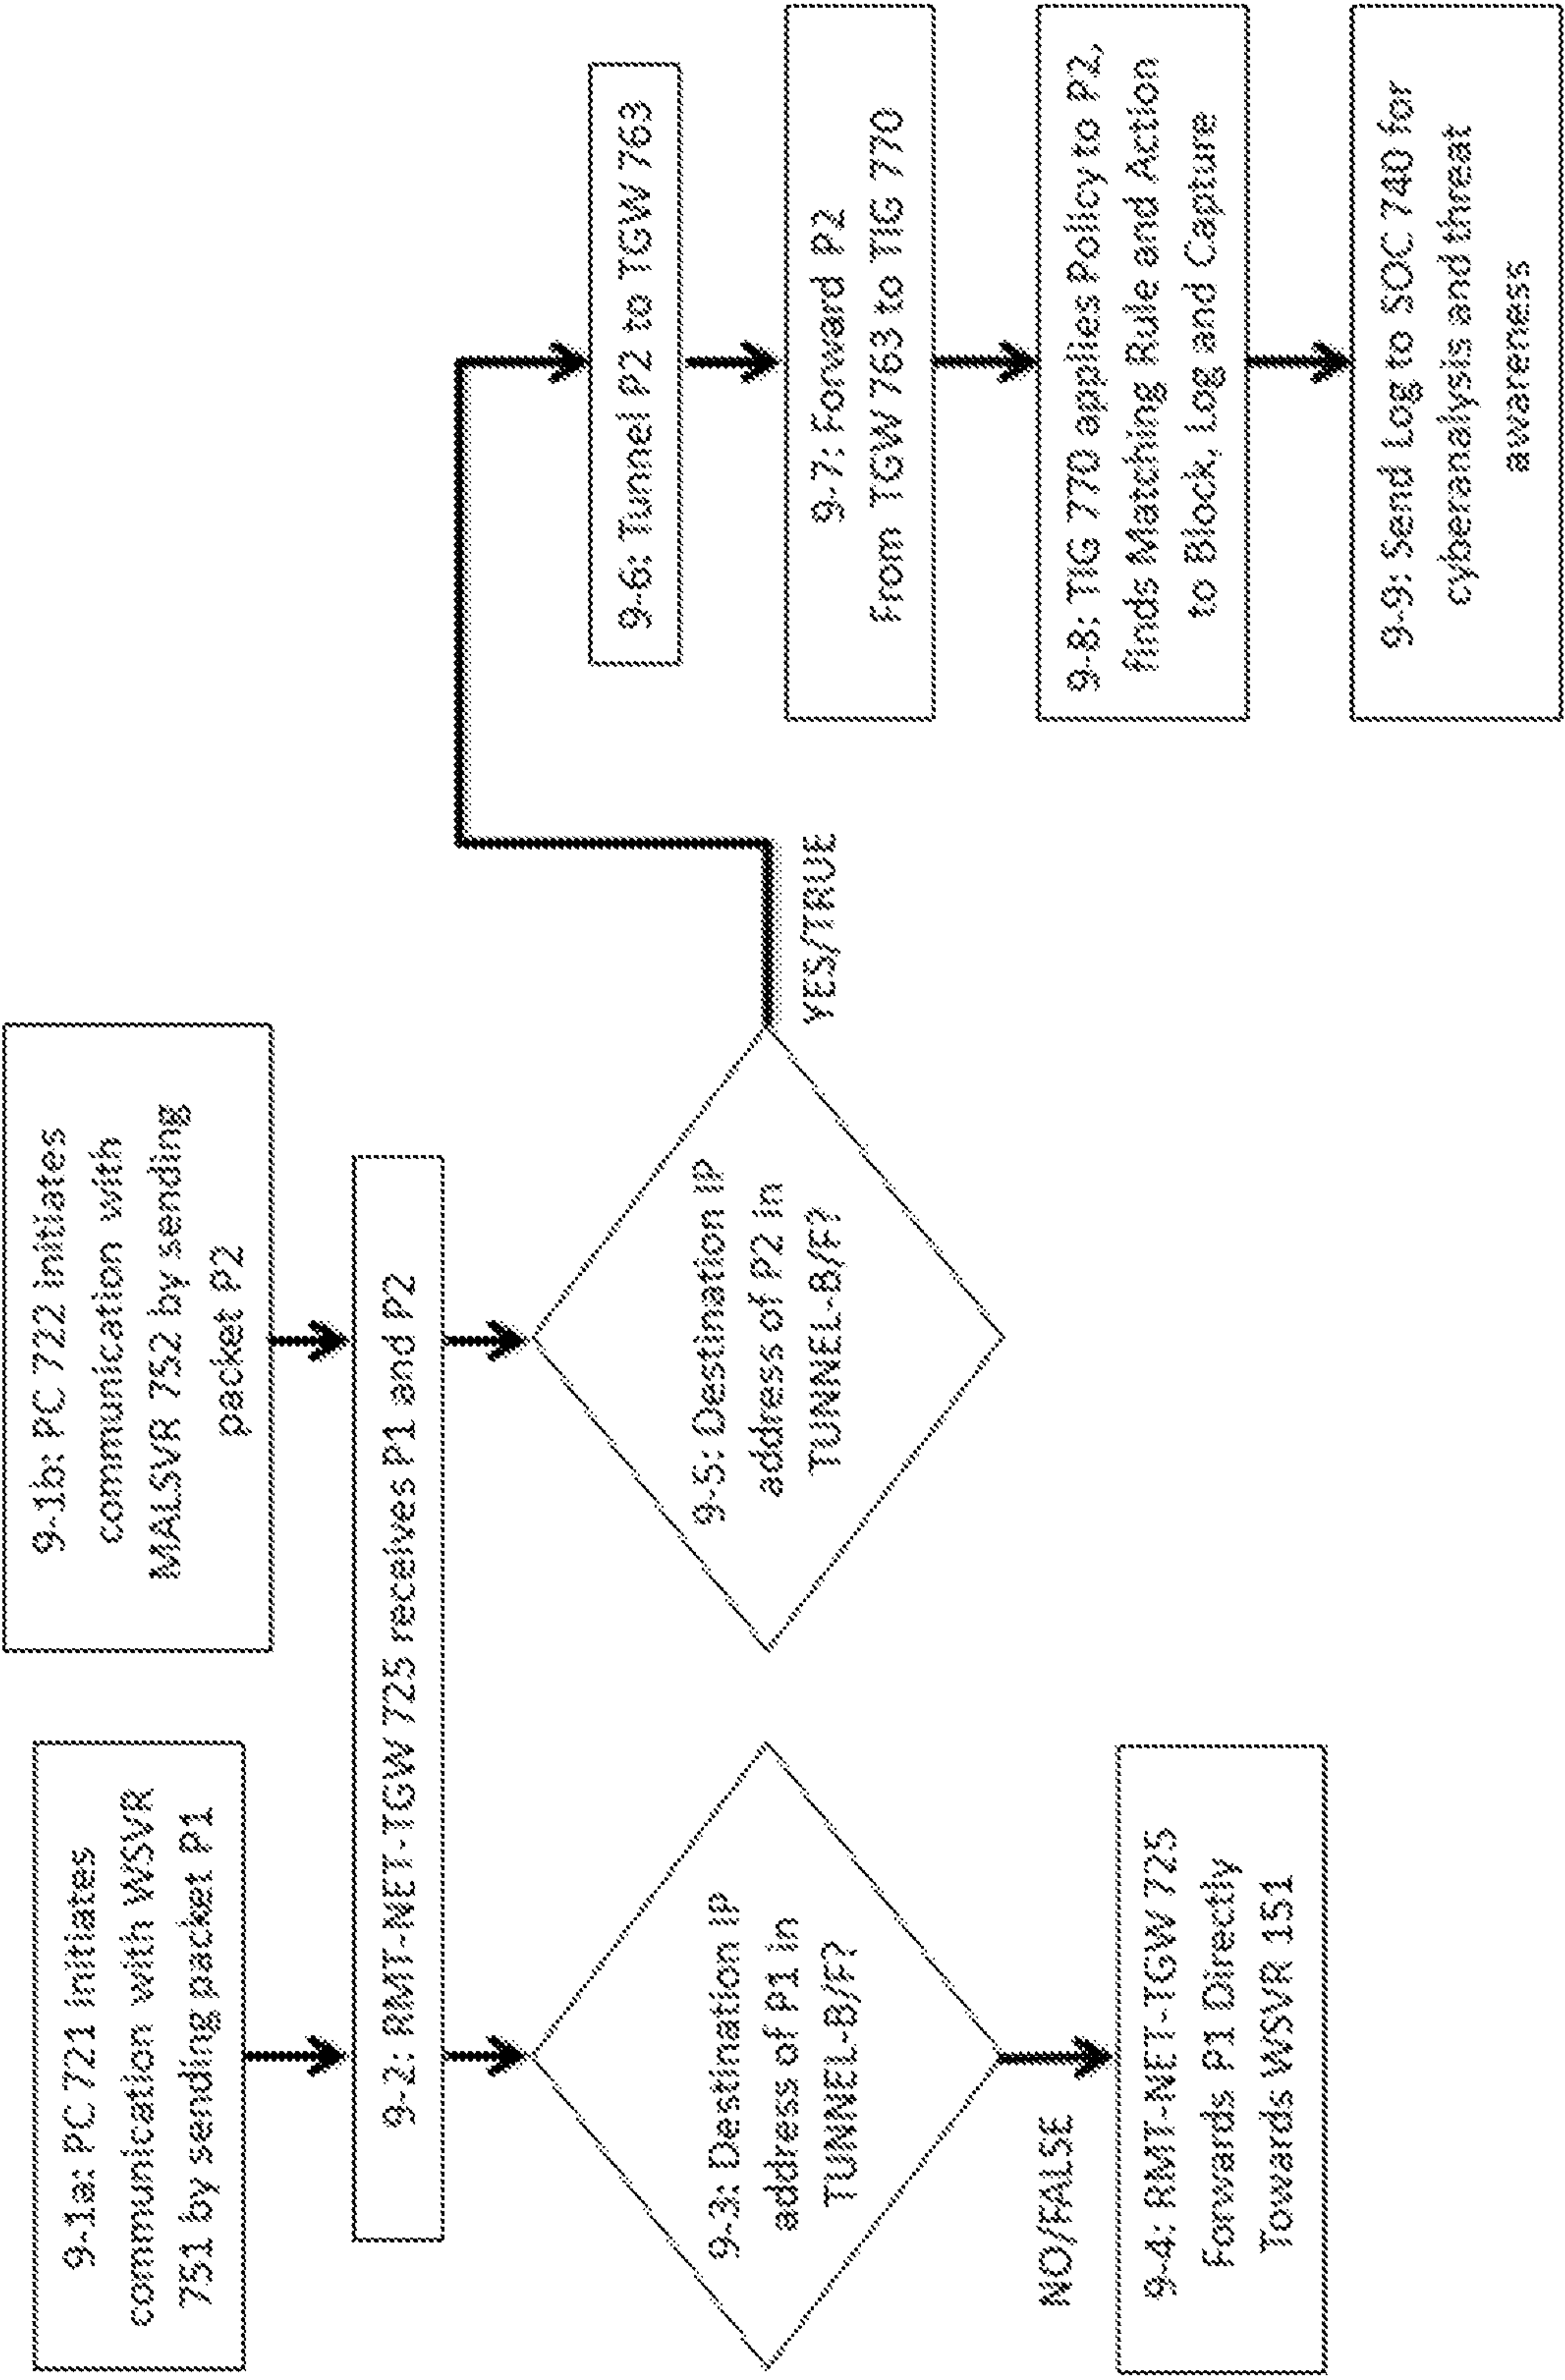 9-1a: PC 721 initiates
communication with WSVR
751 by sending packet P1
9-1b: PC 722 initiates
communication with
MALSVR 752 by sending
packet P2
9-2: RMT-NET-TGW 725 receives P1 and P2
9-3: Destination IP
address of P1 in
TUNNEL-B/F?
NO/FALSE
9-4: RMT-NET-TGW 725
Forwards P1 Directly
Towards WSVR 151
9-5: Destination IP
address of P2 in
TUNNEL-B/F?
YES/TRUE
9-6: Tunnel P2 to TGW 763
9-7: Forward P2
From TGW 763 to TIG 770
9-8: TIG 770 applies Policy to P2,
finds Matching Rule and Action
to Block, Log and Capture
9-9: Send Log to SOC 740 for
cyberanalysis and threat
awareness